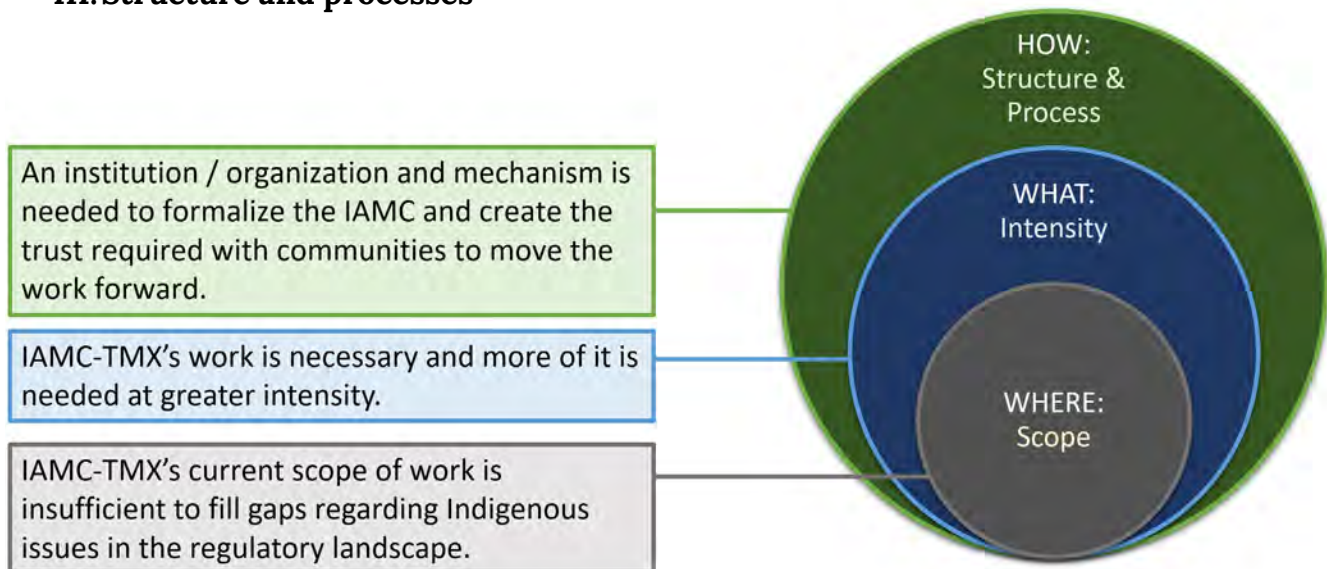 III. Structure and processes
HOW:
Structure &
Process
An institution / organization and mechanism is
needed to formalize the IAMC and create the
trust required with communities to move the
work forward.
WHAT:
Intensity
IAMC-TMX’s work is necessary and more of it is
needed at greater intensity.
WHERE:
Scope
IAMC-TMX’s current scope of work is
insufficient to fill gaps regarding Indigenous
issues in the regulatory landscape.